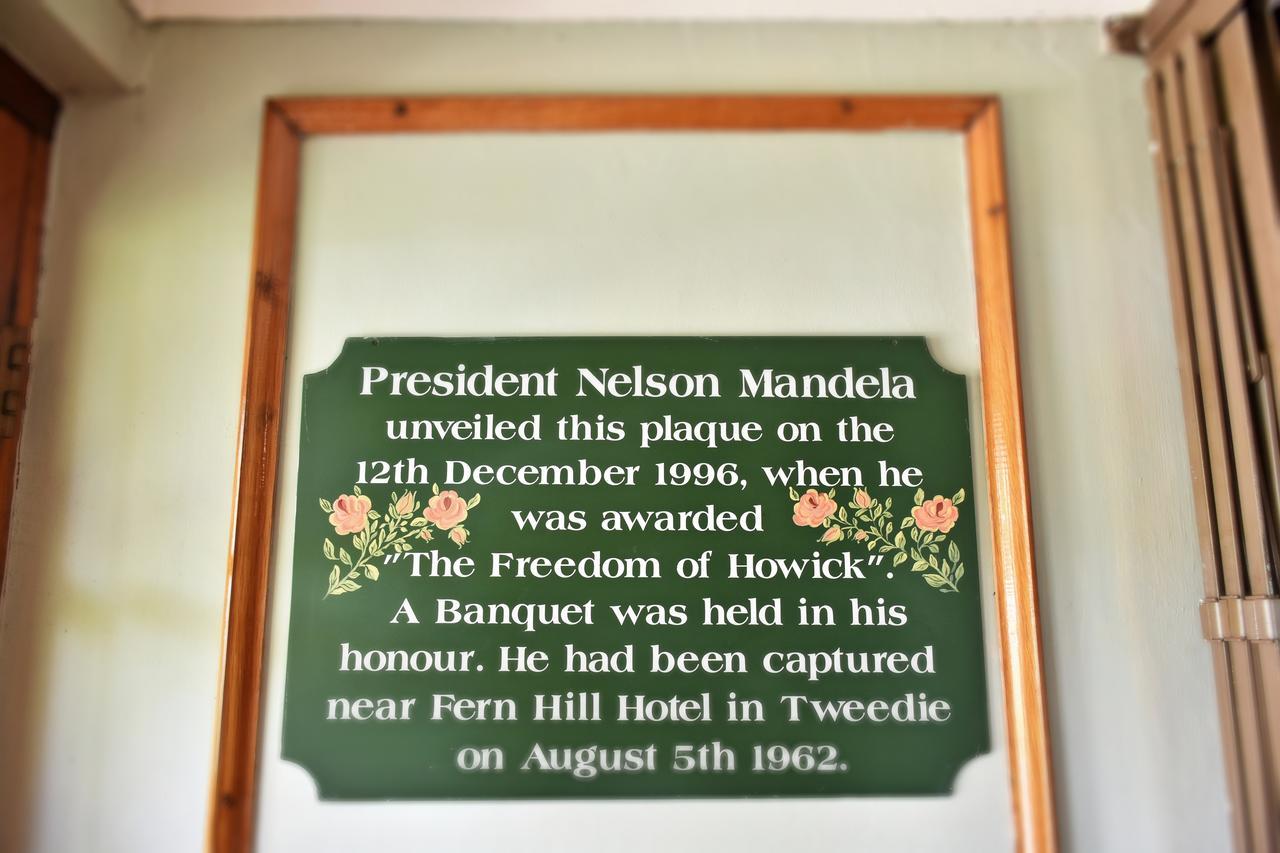 President Nelson Mandela
unveiled this plaque on the
12th December 1996, when he
was awarded
"The Freedom of Howick".
A Banquet was held in his
honour. He had been captured
near Fern Hill Hotel in Tweedie
on August 5th 1962.